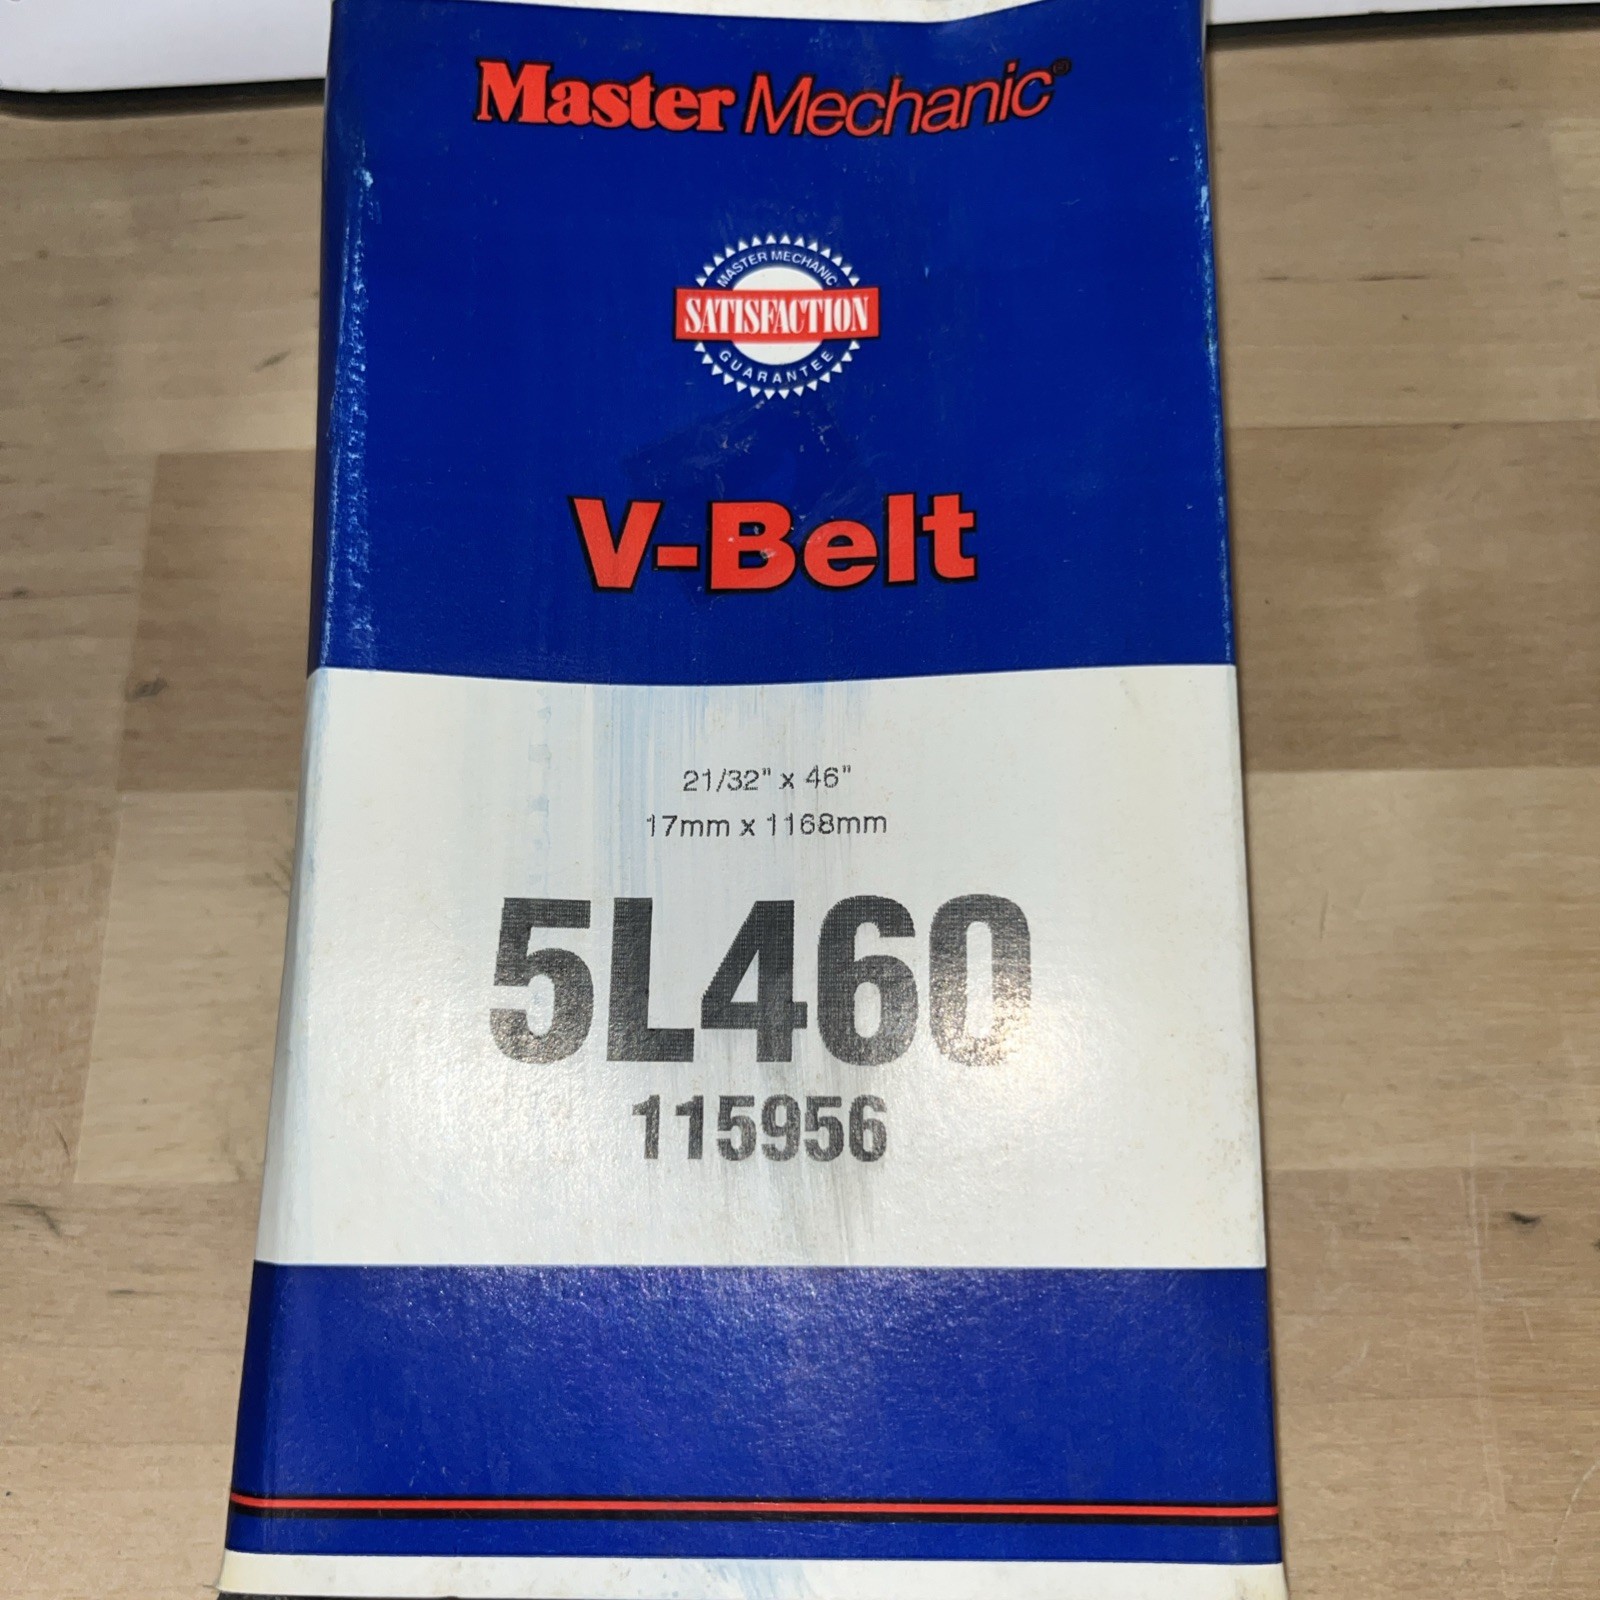 Master Mechanic®
MASTER MECHANIC
SATISFACTION
GUARANTEE
V-Belt
21/32" x 46"
17mm x 1168mm
5L460
115956